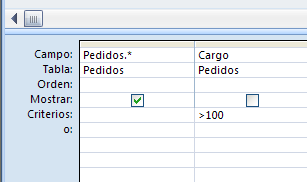 Campo: Pedidos.* Cargo
Tabla: Pedidos Pedidos
Orden:
Mostrar:
Criterios: >100
o: